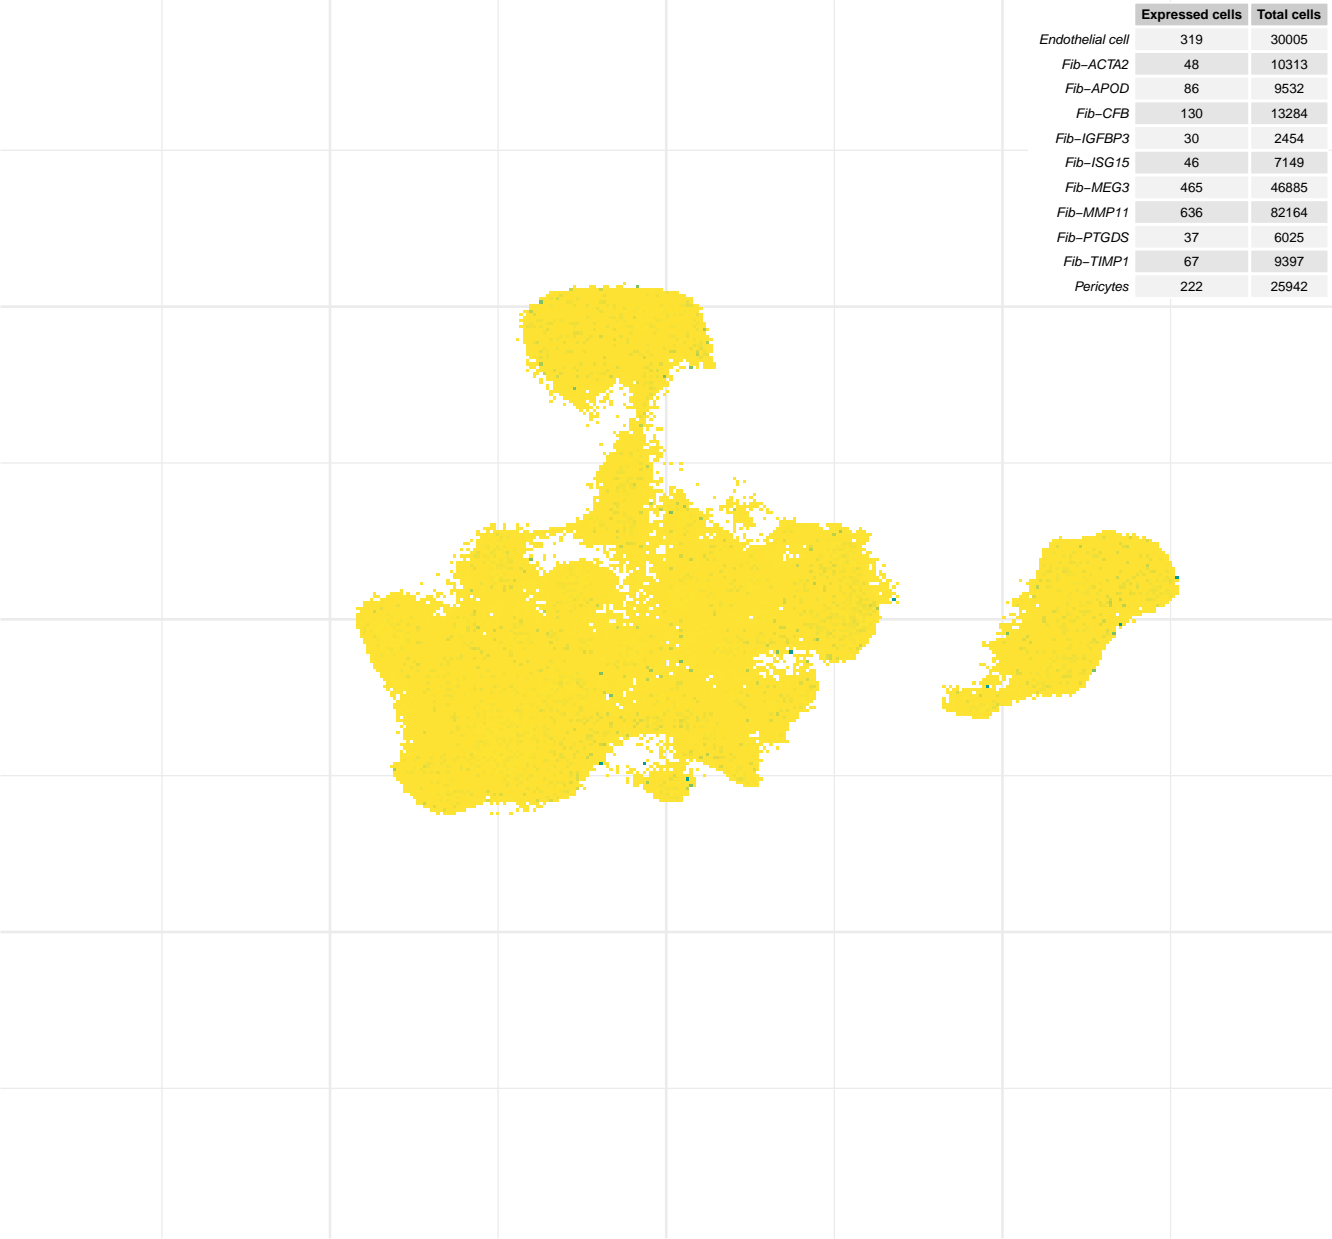 Expressed cells Total cells
Endothelial cell 319 30005
Fib−ACTA2 48 10313
Fib−APOD 86 9532
Fib−CFB 130 13284
Fib−IGFBP3 30 2454
Fib−ISG15 46 7149
Fib−MEG3 465 46885
Fib−MMP11 636 82164
Fib−PTGDS 37 6025
Fib−TIMP1 67 9397
Pericytes 222 25942